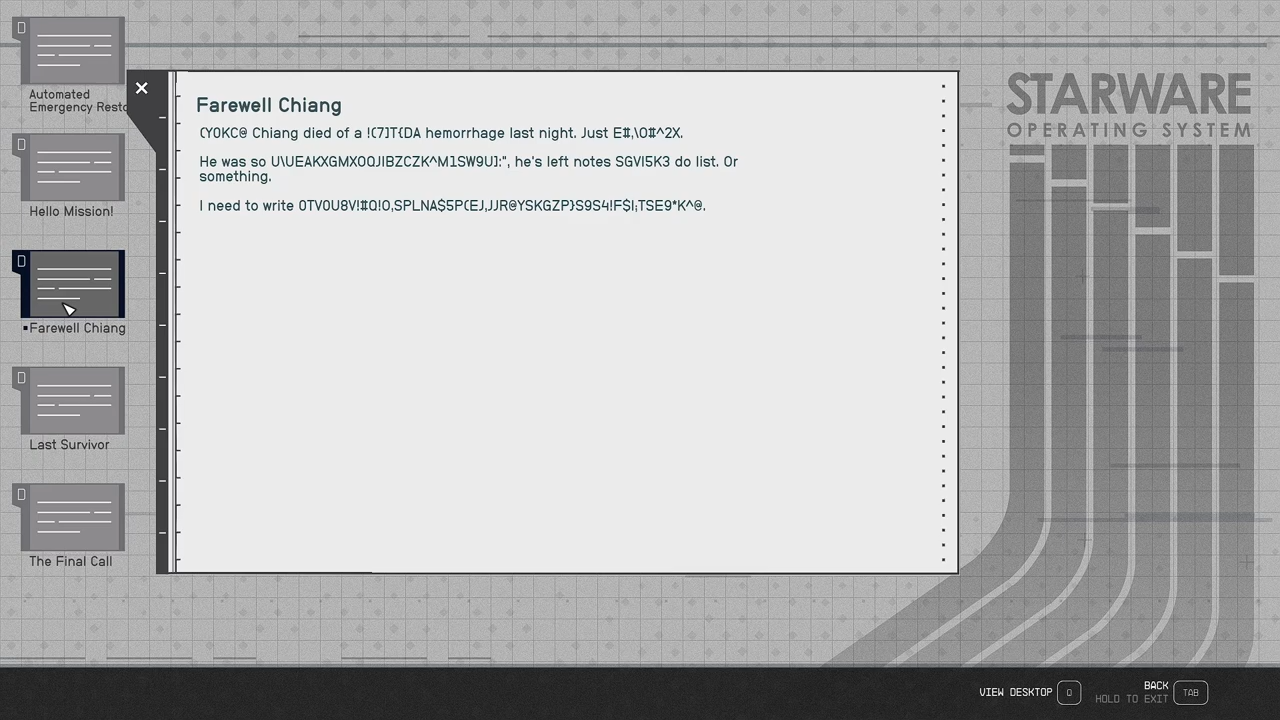 Automated
Emergency Resto
Hello Mission!
Farewell Chiang
Last Survivor
The Final Call
Farewell Chiang
(Y0KC@ Chiang died of a !C7]T{DA hemorrhage last night. Just E#,\O#^2X.
He was so U\UEAKXGMXOQJIBZCZK^M1SW9U]:", he's left notes SGVI5K3 do list. Or
something.
I need to write 0TV0U8V!#Q!O,SPLNA$5P(EJ,JJR@YSKGZP}S9S4!F$I;TSE9*K^@.
STARWARE
OPERATING SYSTEM
VIEW DESKTOP Q
BACK
HOLD TO EXIT TAB